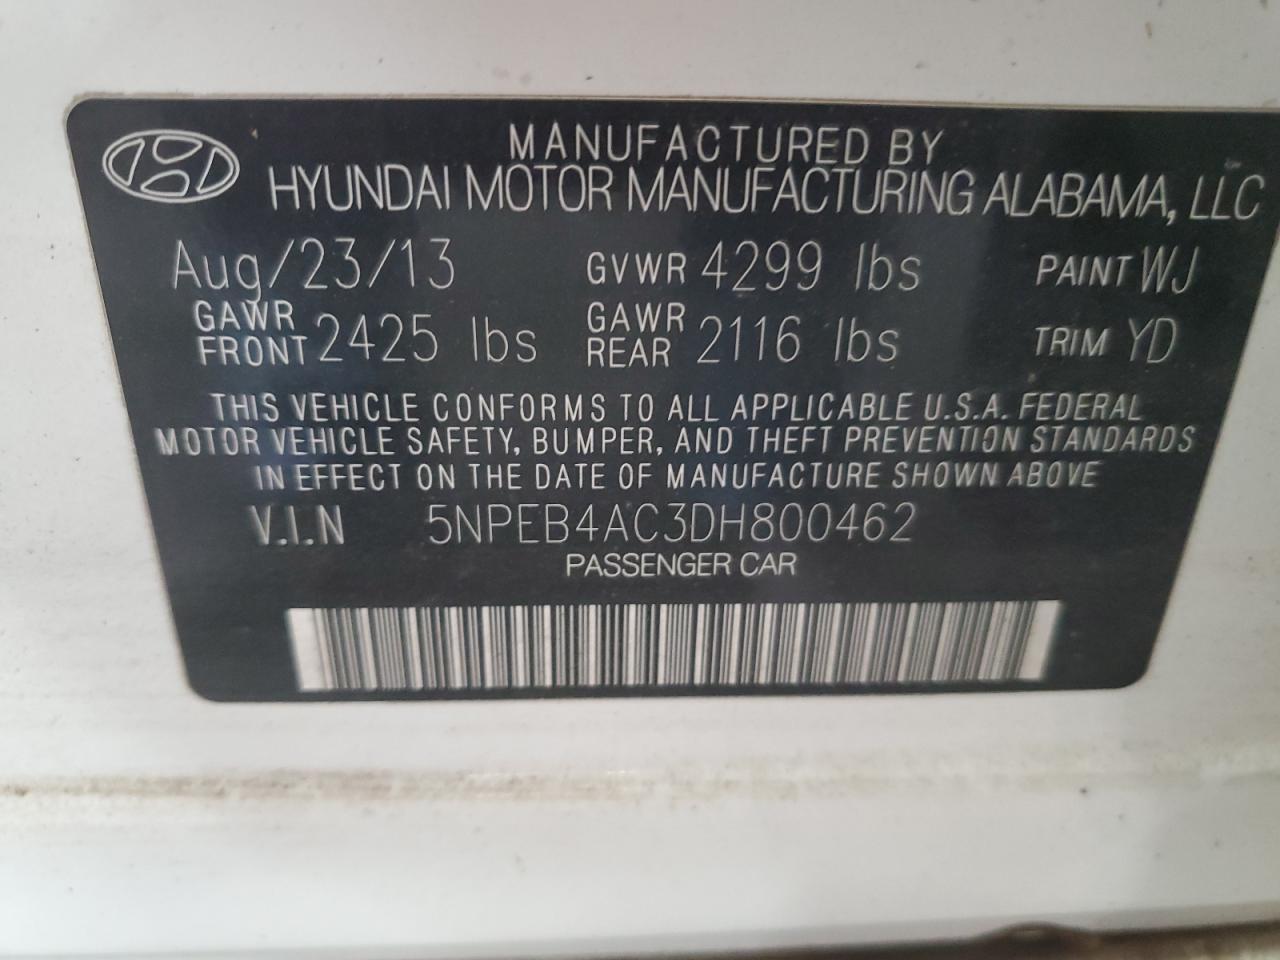 MANUFACTURED BY
HYUNDAI MOTOR MANUFACTURING ALABAMA, LLC
Aug/23/13 GVWR 4299 lbs PAINT WJ
GAWR FRONT 2425 lbs GAWR REAR 2116 lbs TRIM YD
THIS VEHICLE CONFORMS TO ALL APPLICABLE U.S.A. FEDERAL
MOTOR VEHICLE SAFETY, BUMPER, AND THEFT PREVENTION STANDARDS
IN EFFECT ON THE DATE OF MANUFACTURE SHOWN ABOVE
V.I.N 5NPEB4AC3DH800462
PASSENGER CAR